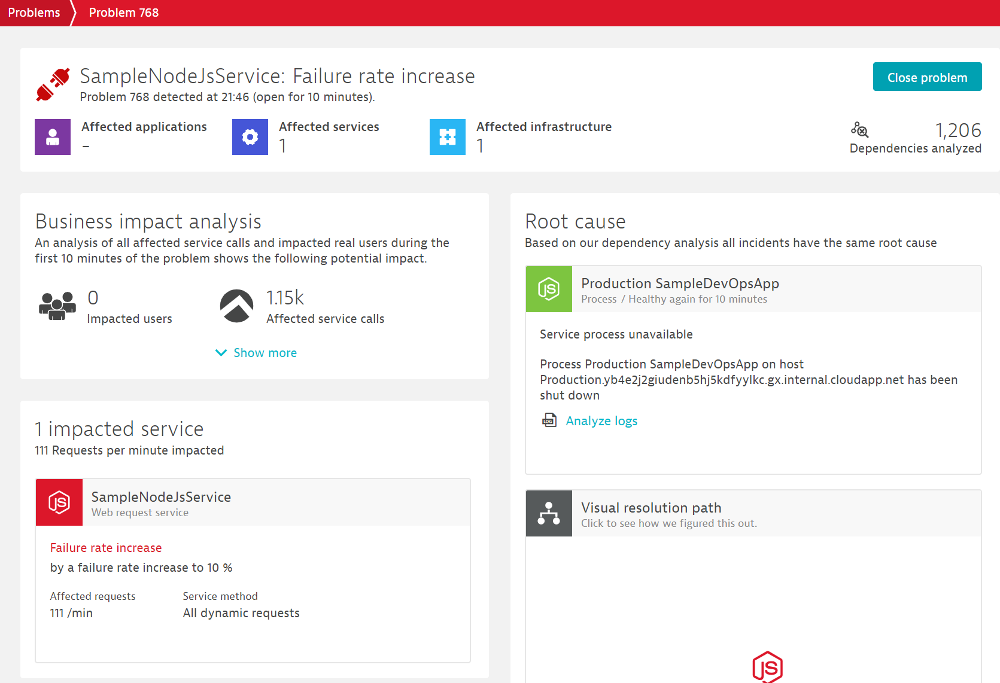 Problems
Problem 768
SampleNodeJsService: Failure rate increase
Problem 768 detected at 21:46 (open for 10 minutes).
Close problem
Affected applications
-
Affected services
1
Affected infrastructure
1
1,206
Dependencies analyzed
Business impact analysis
An analysis of all affected service calls and impacted real users during the
first 10 minutes of the problem shows the following potential impact.
0
Impacted users
1.15k
Affected service calls
Show more
1 impacted service
111 Requests per minute impacted
JS
SampleNodeJsService
Web request service
Failure rate increase
by a failure rate increase to 10 %
Affected requests
Service method
111 /min
All dynamic requests
Root cause
Based on our dependency analysis all incidents have the same root cause
JS
Production SampleDevOpsApp
Process / Healthy again for 10 minutes
Service process unavailable
Process Production SampleDevOpsApp on host
Production.yb4e2j2giudenb5hj5kdfyylkc.gx.internal.cloudapp.net has been
shut down
LOG
Analyze logs
Visual resolution path
Click to see how we figured this out.
JS